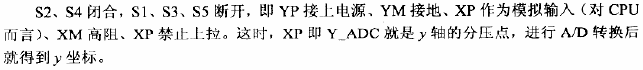 S2、S4 闭合，S1、S3、S5 断开，即 YP 接上电源、YM 接地、XP 作为模拟输入（对 CPU
而言）、XM 高阻、XP 禁止上拉。这时，XP 即 Y_ADC 就是 y 轴的分压点，进行 A/D 转换后
就得到 y 坐标。